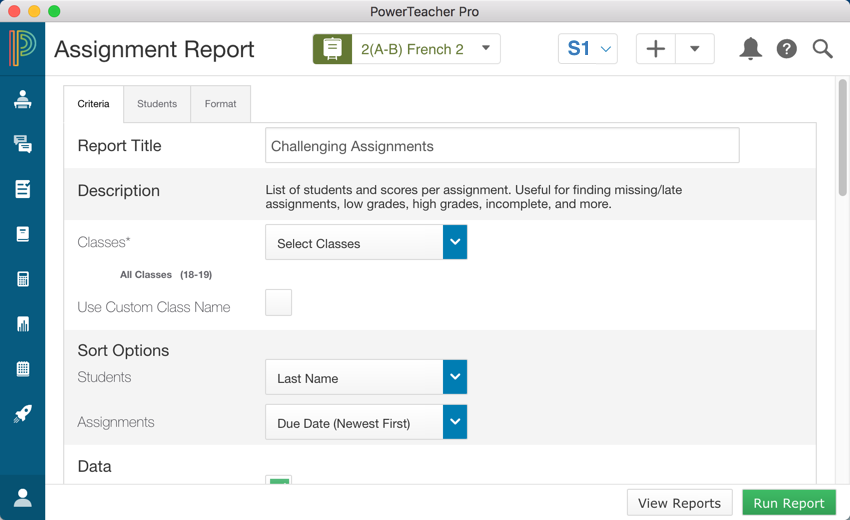 PowerTeacher Pro
Assignment Report
2(A-B) French 2
S1
Criteria
Students
Format
Report Title
Challenging Assignments
Description
List of students and scores per assignment. Useful for finding missing/late
assignments, low grades, high grades, incomplete, and more.
Classes*
Select Classes
All Classes (18-19)
Use Custom Class Name
Sort Options
Students
Last Name
Assignments
Due Date (Newest First)
Data
View Reports
Run Report